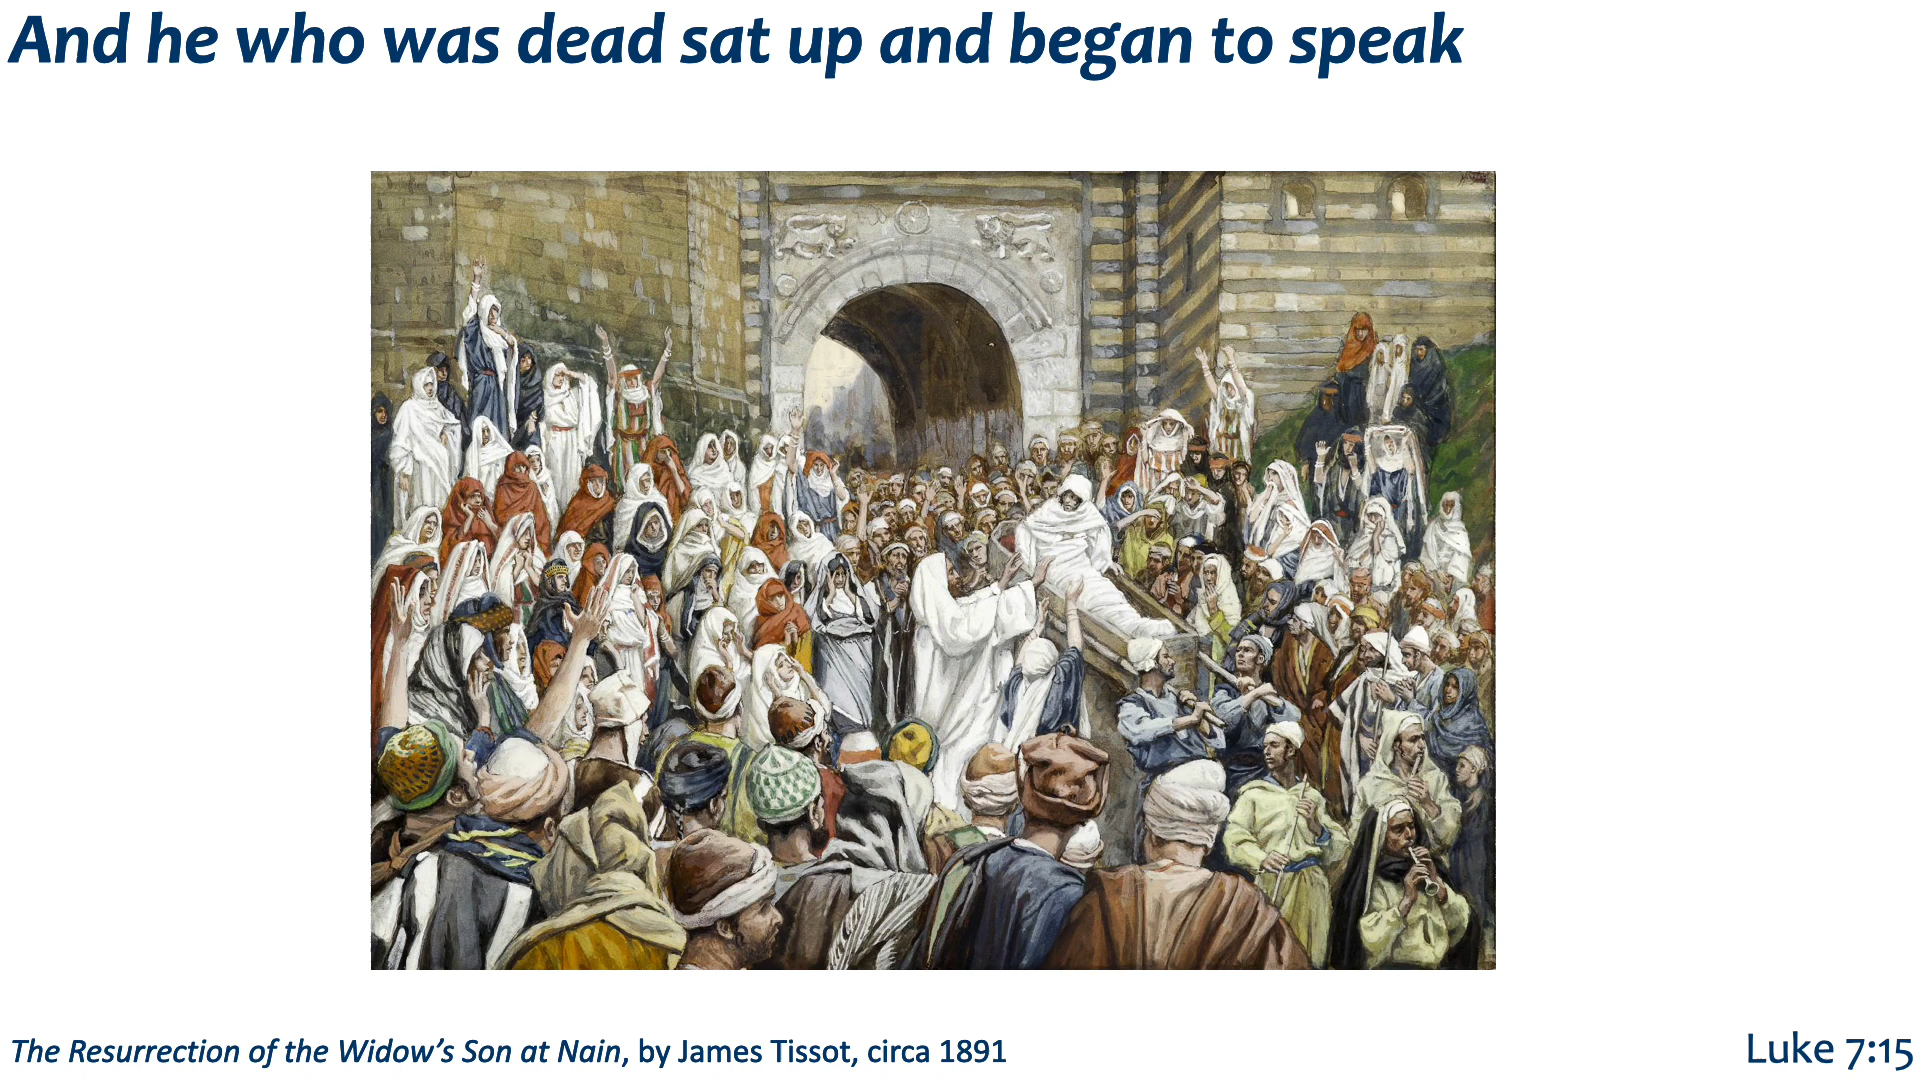 And he who was dead sat up and began to speak
The Resurrection of the Widow’s Son at Nain, by James Tissot, circa 1891
Luke 7:15